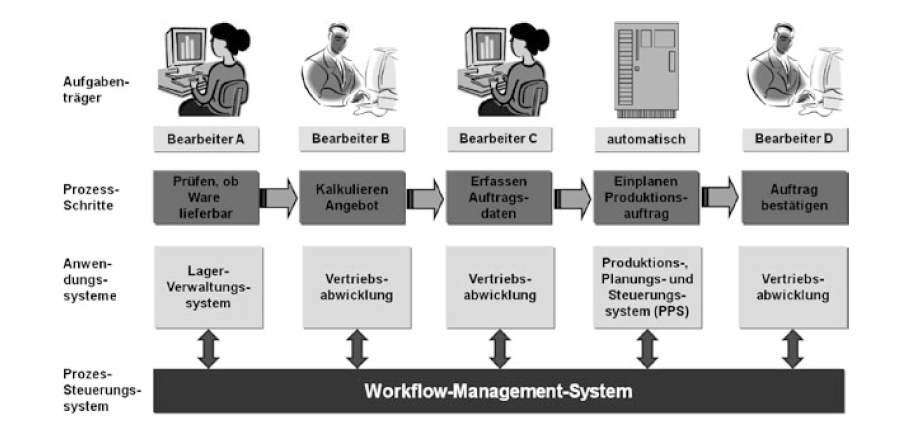 Aufgaben-
träger
Bearbeiter A
Bearbeiter B
Bearbeiter C
automatisch
Bearbeiter D
Prozess-
Schritte
Prüfen, ob
Ware
lieferbar
Kalkulieren
Angebot
Erfassen
Auftrags-
daten
Einplanen
Produktions-
auftrag
Auftrag
bestätigen
Anwen-
dungs-
systeme
Lager-
Verwaltungs-
system
Vertriebs-
abwicklung
Vertriebs-
abwicklung
Produktions-,
Planungs- und
Steuerungs-
system (PPS)
Vertriebs-
abwicklung
Prozes-
Steuerungs-
system
Workflow-Management-System